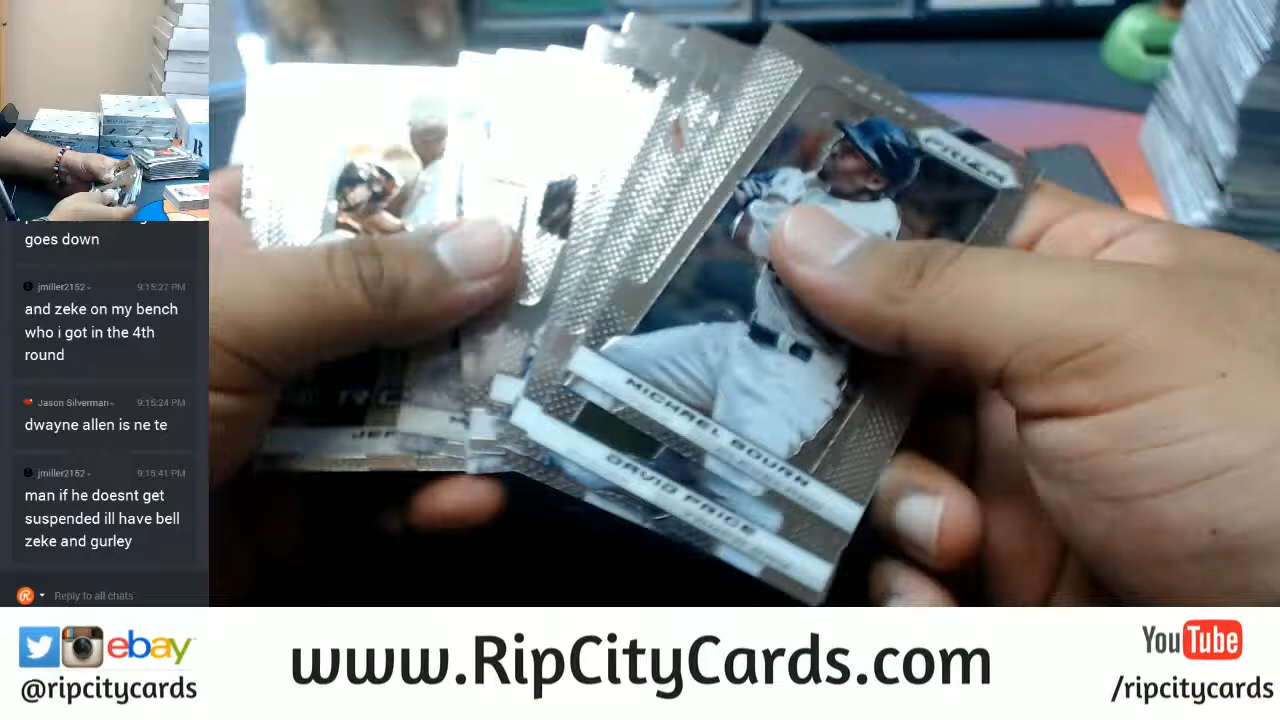 goes down
jmiller2152
9:15:27 PM
and zeke on my bench
who i got in the 4th
round
Jason Silverman
9:15:24 PM
dwayne allen is ne te
jmiller2152
9:15:41 PM
man if he doesnt get
suspended ill have bell
zeke and gurley
Reply to all chats
PRIZM
MICHAEL BOURN
DAVID PRICE
ebay
@ripcitycards
www.RipCityCards.com
YouTube
/ripcitycards